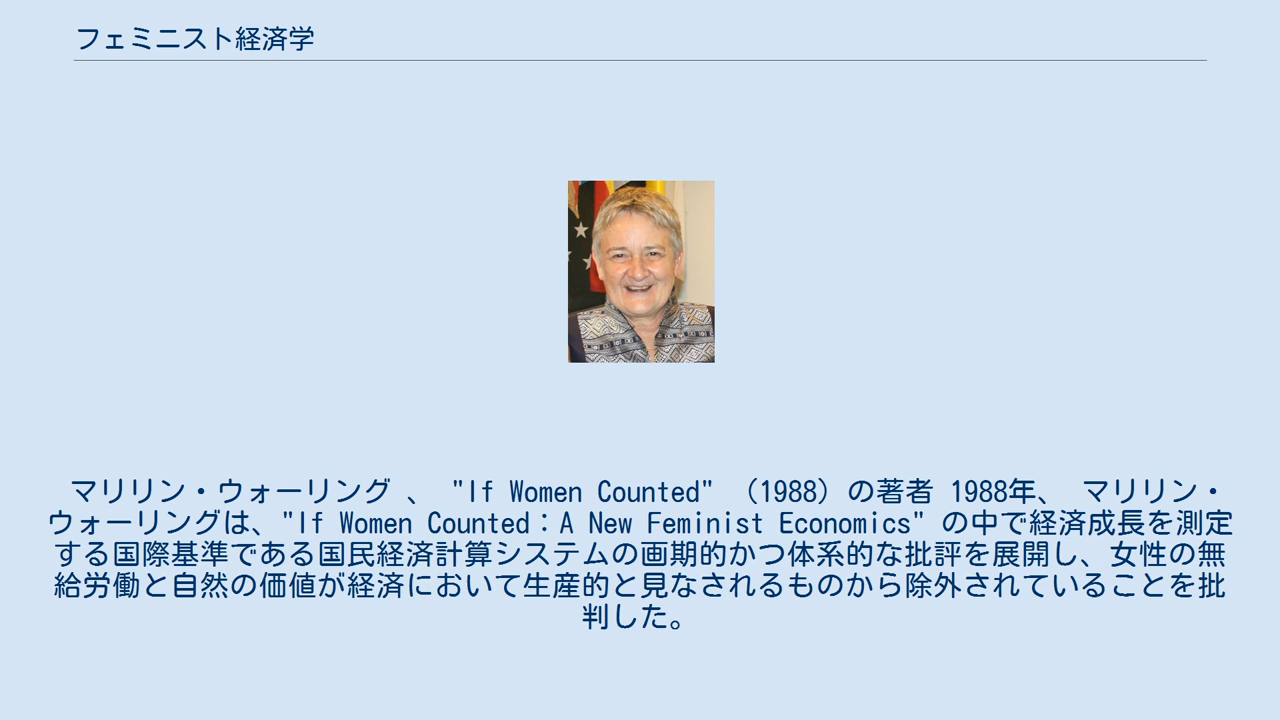 フェミニスト経済学
マリリン・ウォーリング 、 "If Women Counted" （1988）の著者 1988年、 マリリン・
ウォーリングは、"If Women Counted：A New Feminist Economics" の中で経済成長を測定
する国際基準である国民経済計算システムの画期的かつ体系的な批評を展開し、女性の無
給労働と自然の価値が経済において生産的と見なされるものから除外されていることを批
判した。